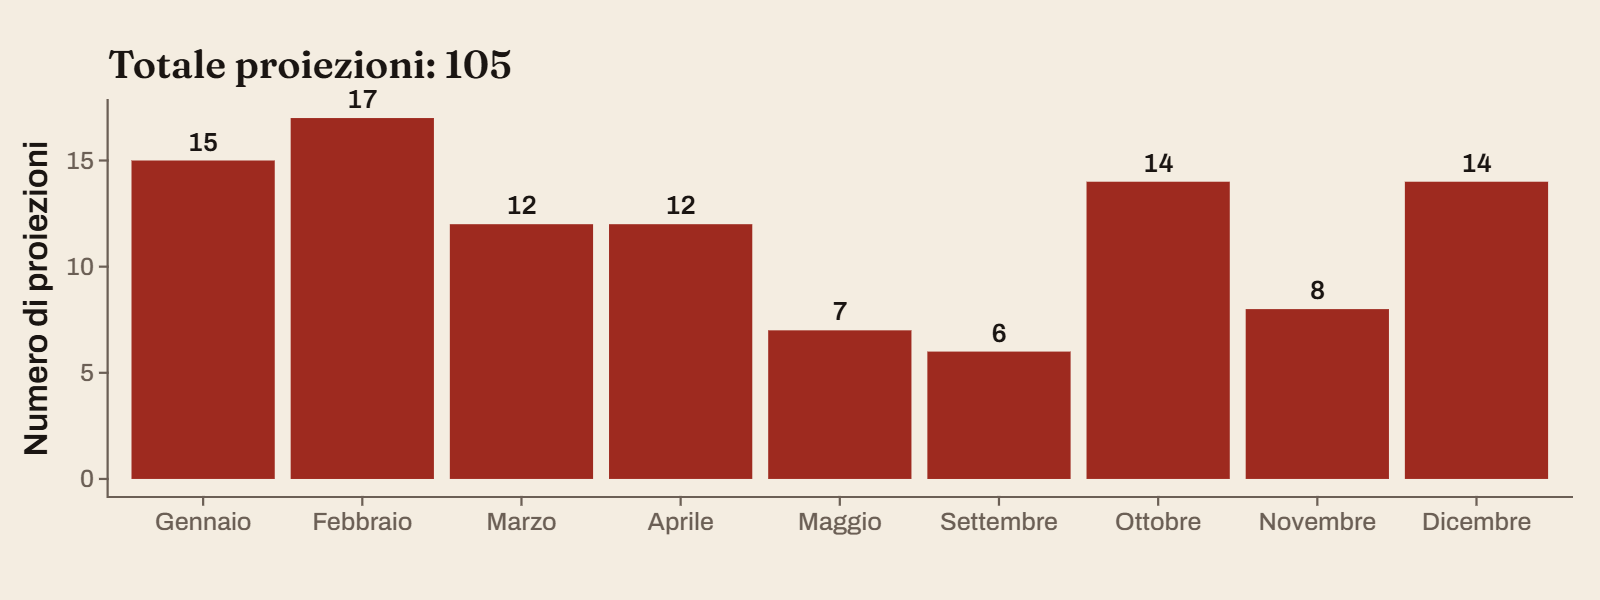 Totale proiezioni: 105
Numero di proiezioni
15
10
5
0
15
17
12
12
7
6
14
8
14
Gennaio
Febbraio
Marzo
Aprile
Maggio
Settembre
Ottobre
Novembre
Dicembre